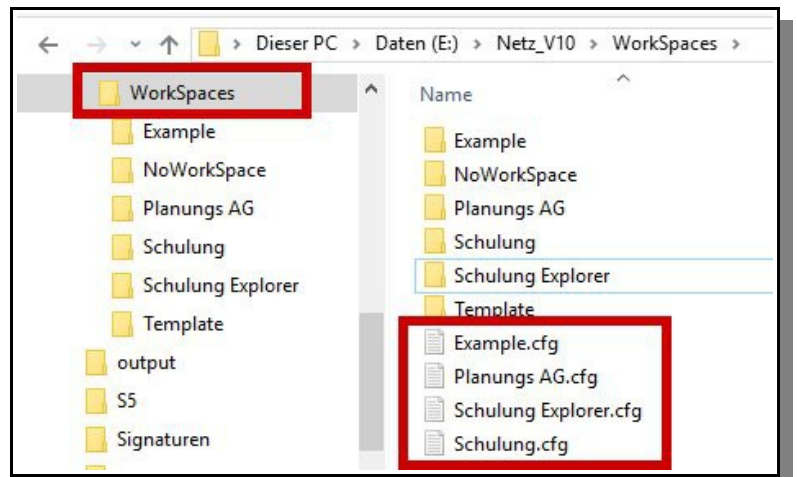 Dieser PC > Daten (E:) > Netz_V10 > WorkSpaces >
WorkSpaces
Example
NoWorkSpace
Planungs AG
Schulung
Schulung Explorer
Template
output
S5
Signaturen
Name
Example
NoWorkSpace
Planungs AG
Schulung
Schulung Explorer
Template
Example.cfg
Planungs AG.cfg
Schulung Explorer.cfg
Schulung.cfg